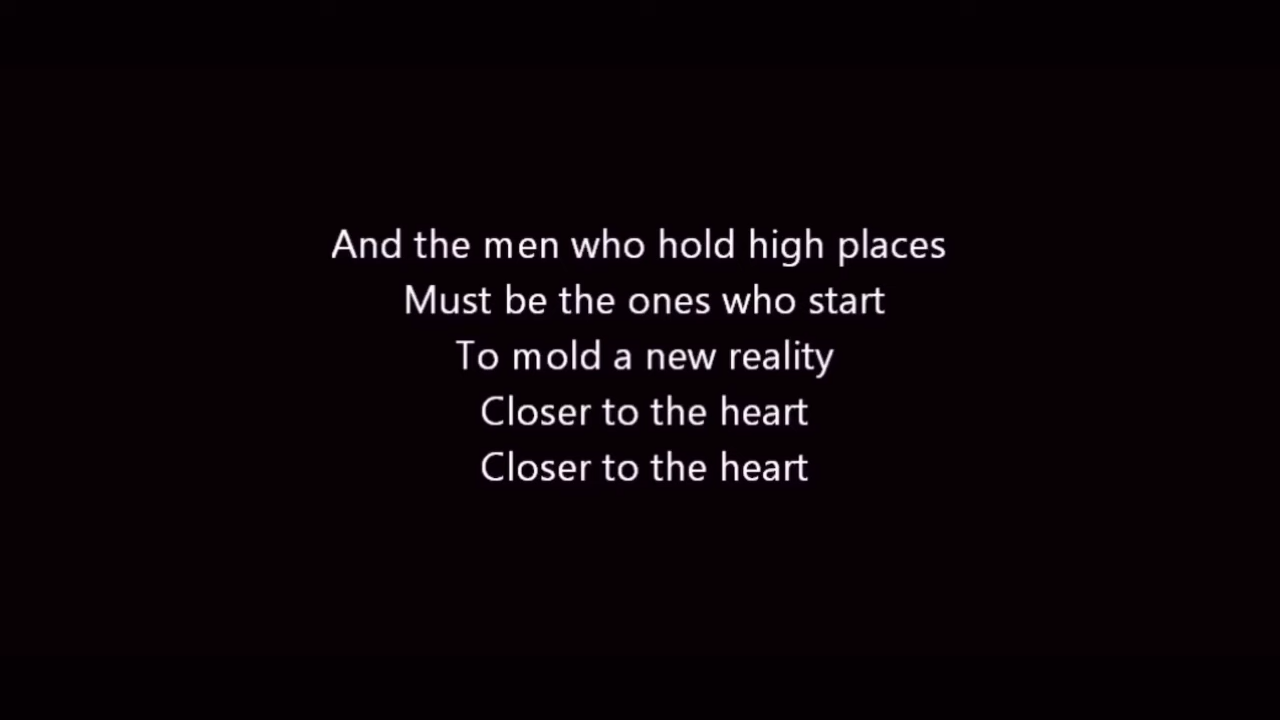 And the men who hold high places
Must be the ones who start
To mold a new reality
Closer to the heart
Closer to the heart